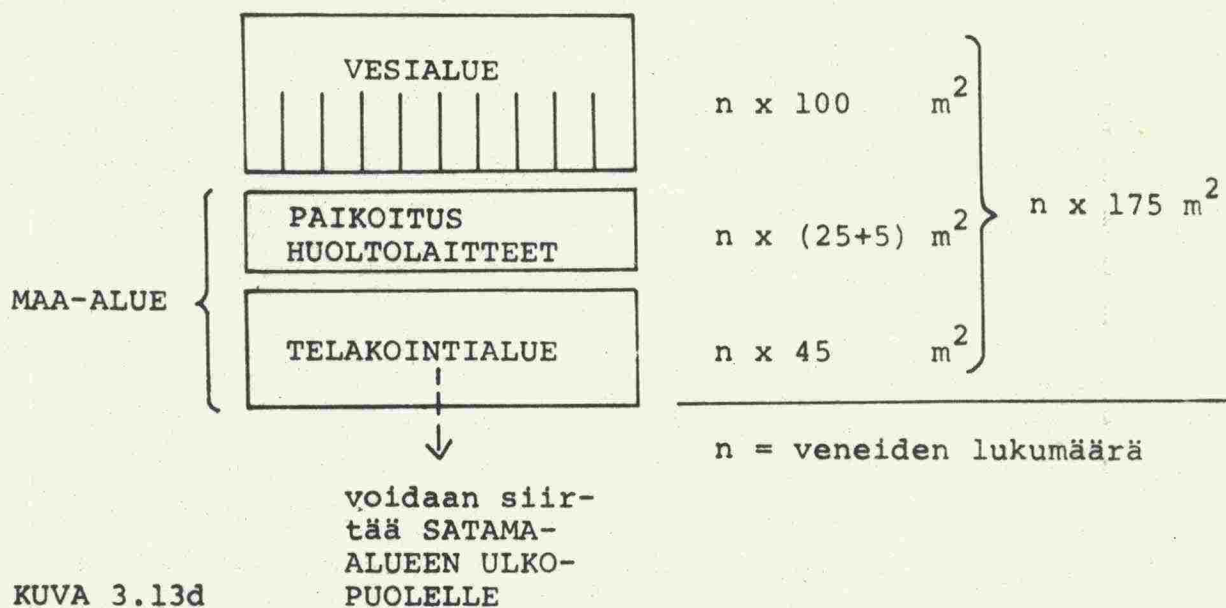 VESIALUE
n x 100 m²
PAIKOITUS
HUOLTOLAITTEET
n x (25+5) m²
n x 175 m²
MAA-ALUE
TELAKOINTIALUE
n x 45 m²
n = veneiden lukumäärä
voidaan siir-
tää SATAMA-
ALUEEN ULKO-
PUOLELLE
KUVA 3.13d